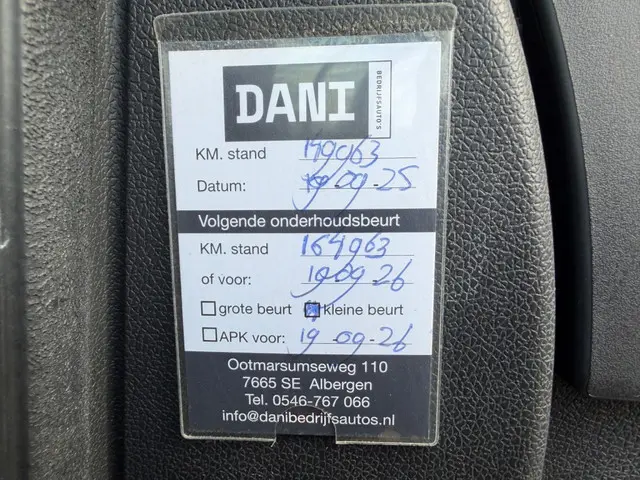 DANI
BEDRIJFSAUTO'S
KM. stand 149963
Datum: 19-09-25
Volgende onderhoudsbeurt
KM. stand 164963
of voor: 19-09-26
grote beurt kleine beurt
APK voor: 19-09-26
Ootmarsumseweg 110
7665 SE Albergen
Tel. 0546-767 066
info@danibedrijfsautos.nl